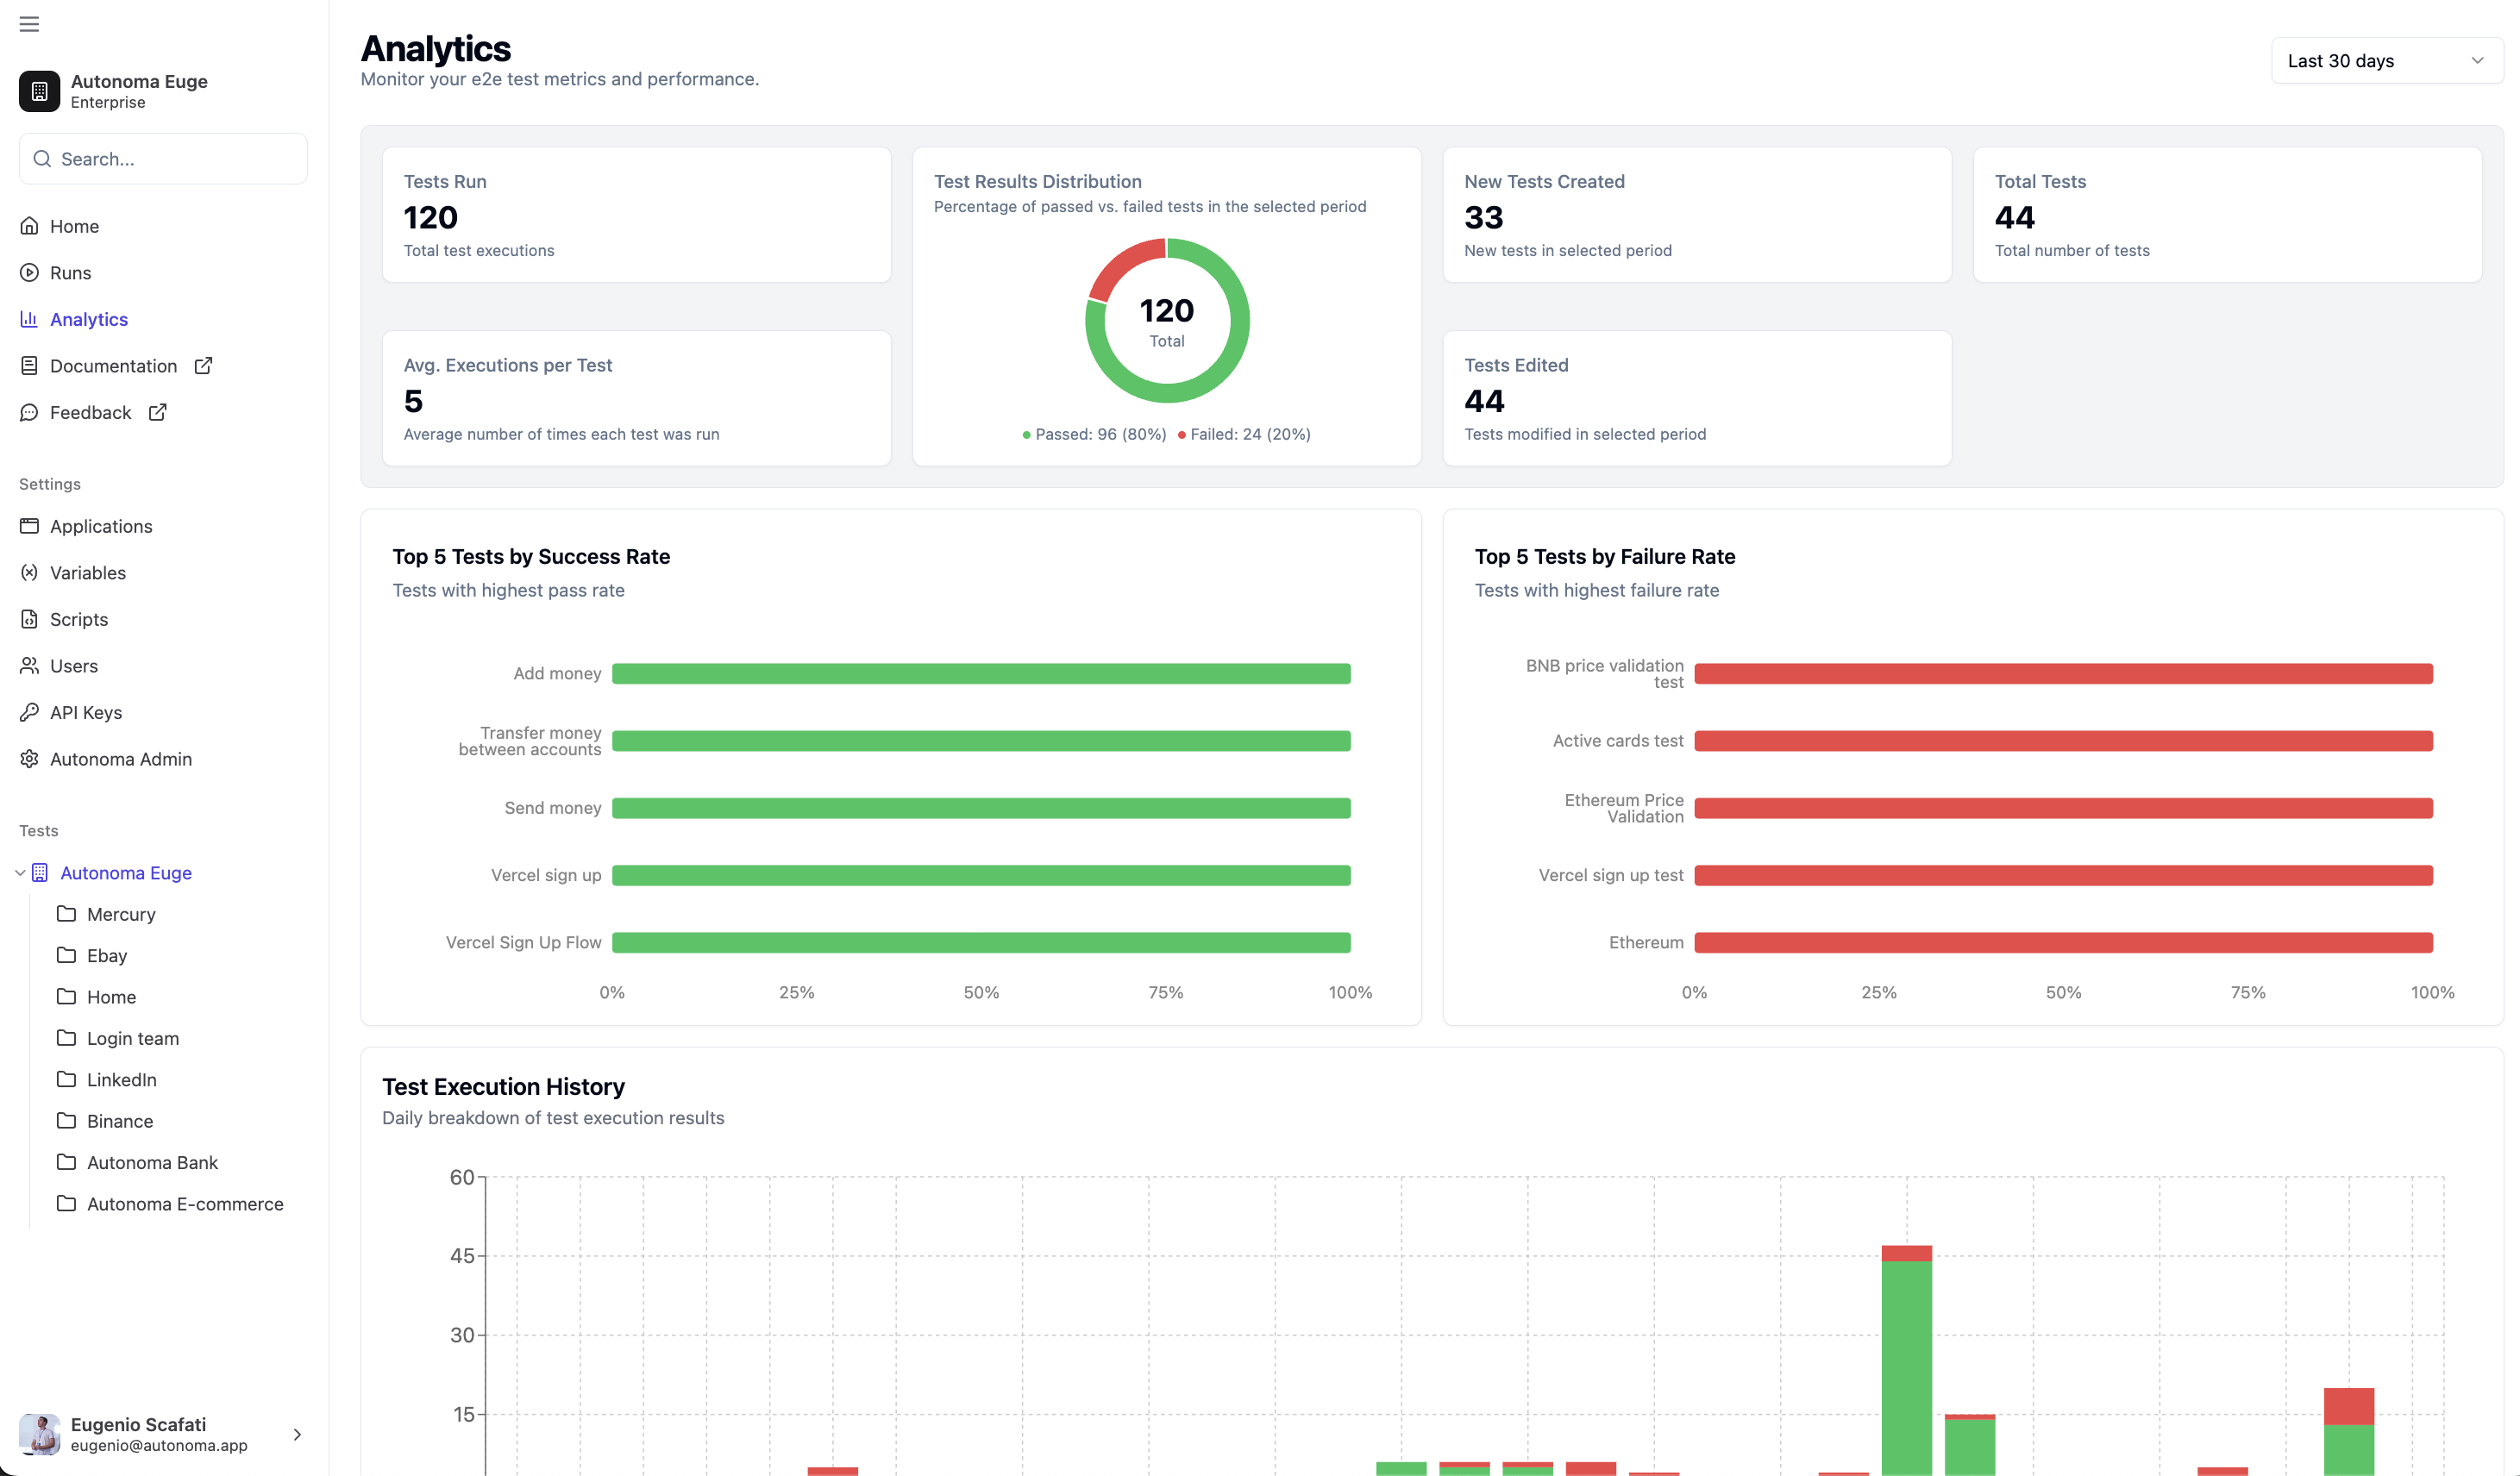 Autonoma Euge
Enterprise
Search...
Home
Runs
Analytics
Documentation
Feedback
Settings
Applications
Variables
Scripts
Users
API Keys
Autonoma Admin
Tests
Autonoma Euge
Mercury
Ebay
Home
Login team
LinkedIn
Binance
Autonoma Bank
Autonoma E-commerce
Eugenio Scafati
eugenio@autonoma.app
Analytics
Monitor your e2e test metrics and performance.
Last 30 days
Tests Run
120
Total test executions
Avg. Executions per Test
5
Average number of times each test was run
Test Results Distribution
Percentage of passed vs. failed tests in the selected period
120
Total
Passed: 96 (80%) Failed: 24 (20%)
New Tests Created
33
New tests in selected period
Tests Edited
44
Tests modified in selected period
Total Tests
44
Total number of tests
Top 5 Tests by Success Rate
Tests with highest pass rate
Add money
Transfer money
between accounts
Send money
Vercel sign up
Vercel Sign Up Flow
0% 25% 50% 75% 100%
Top 5 Tests by Failure Rate
Tests with highest failure rate
BNB price validation
test
Active cards test
Ethereum Price
Validation
Vercel sign up test
Ethereum
0% 25% 50% 75% 100%
Test Execution History
Daily breakdown of test execution results
60
45
30
15